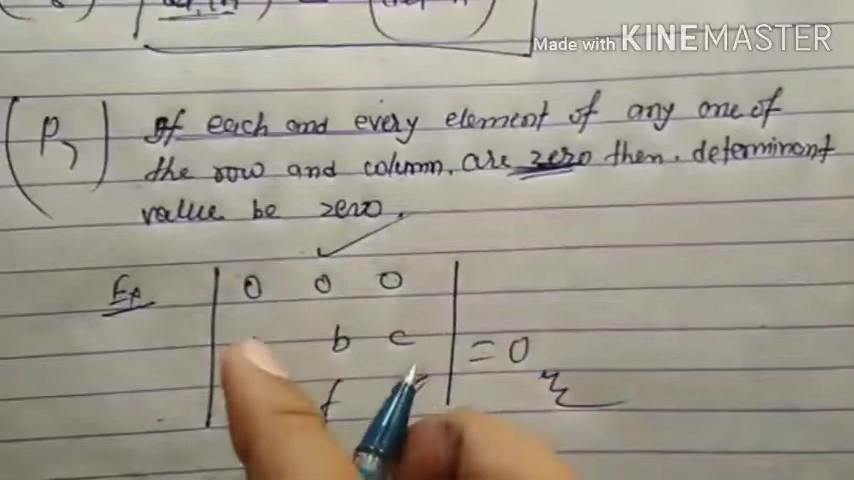 Made with KINEMASTER
P7 If each and every element of any one of
the row and column. are zero then. determinant
value be zero.
Ex
0 0 0
b c
= 0
f